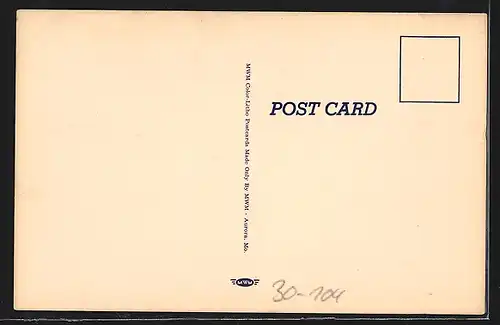 MWM Color-Litho Postcards Made Only By MWM - Aurora, Mo.
POST CARD
MWM
30-104